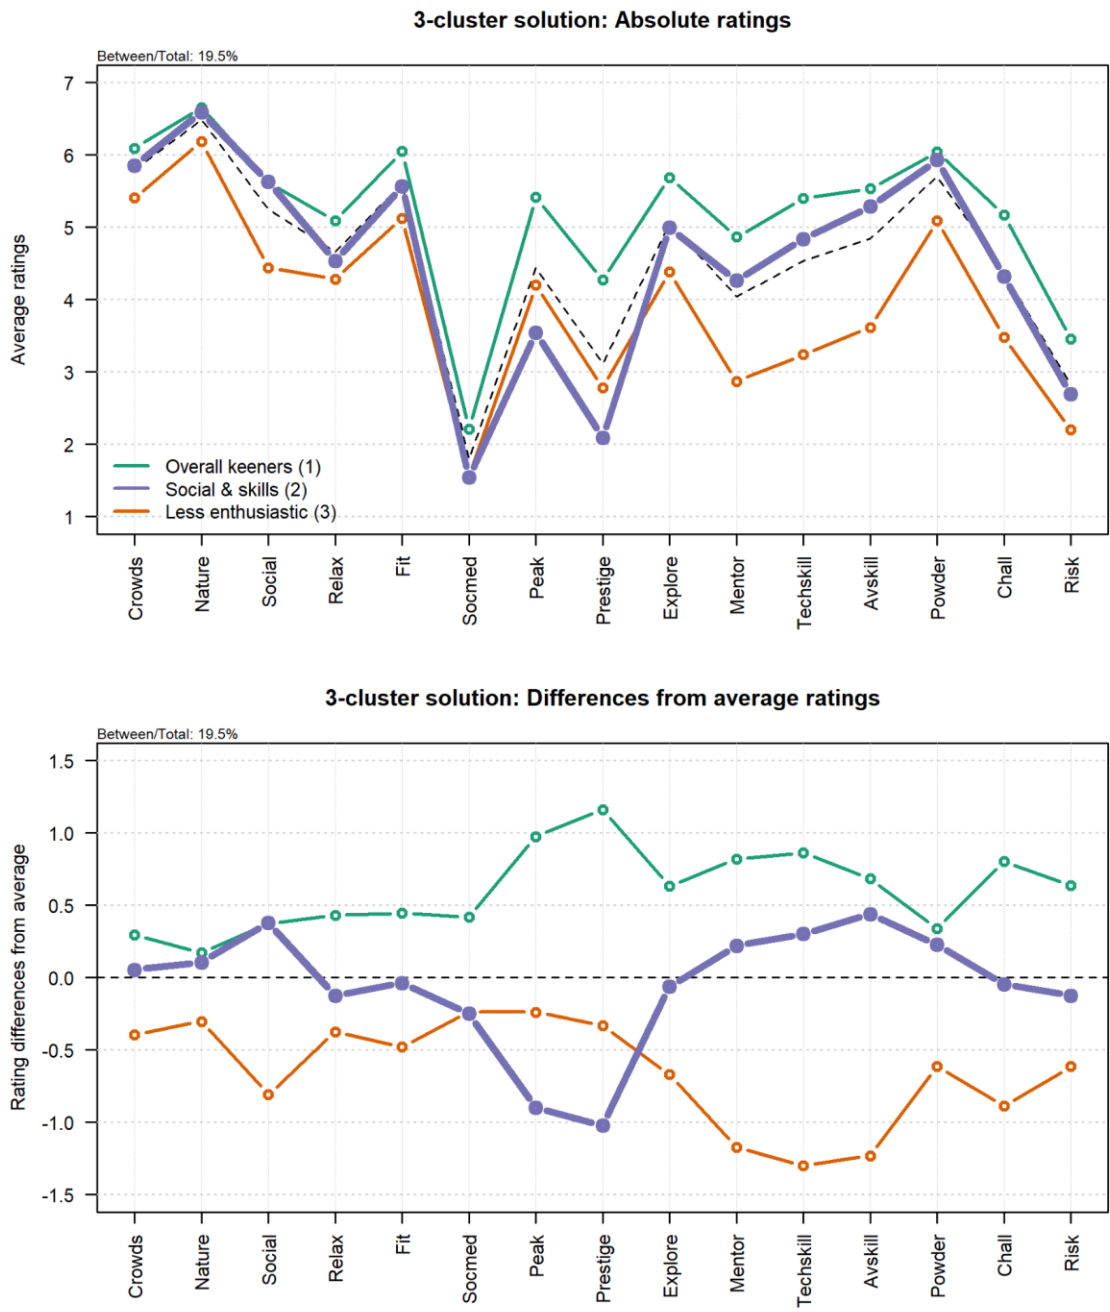 3-cluster solution: Absolute ratings
Between/Total: 19.5%
7
6
5
4
3
2
1
Average ratings
Overall keeners (1)
Social & skills (2)
Less enthusiastic (3)
Crowds
Nature
Social
Relax
Fit
Socmed
Peak
Prestige
Explore
Mentor
Techskill
Avskill
Powder
Chall
Risk
3-cluster solution: Differences from average ratings
Between/Total: 19.5%
1.5
1.0
0.5
0.0
-0.5
-1.0
-1.5
Rating differences from average
Crowds
Nature
Social
Relax
Fit
Socmed
Peak
Prestige
Explore
Mentor
Techskill
Avskill
Powder
Chall
Risk